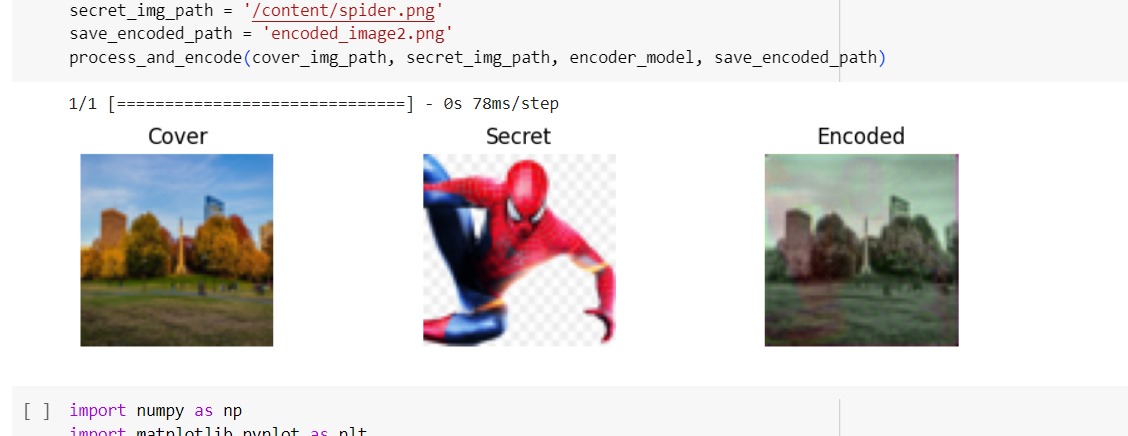 secret_img_path = '/content/spider.png'
save_encoded_path = 'encoded_image2.png'
process_and_encode(cover_img_path, secret_img_path, encoder_model, save_encoded_path)
1/1 [==============================] - 0s 78ms/step
Cover Secret Encoded
[ ] import numpy as np
import matplotlib.pyplot as plt